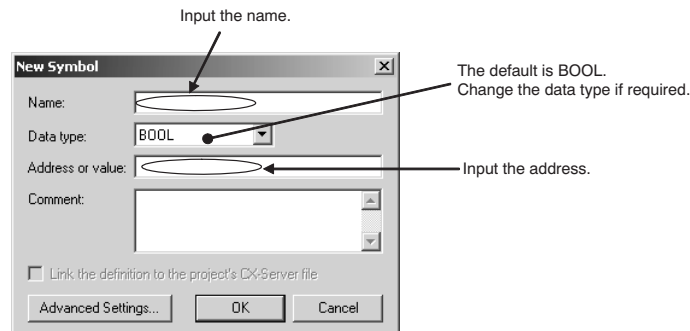 Input the name.
New Symbol
The default is BOOL.
Change the data type if required.
Name:
Data type:
BOOL
Address or value:
Input the address.
Comment:
Link the definition to the project's CX-Server file
Advanced Settings...
OK
Cancel